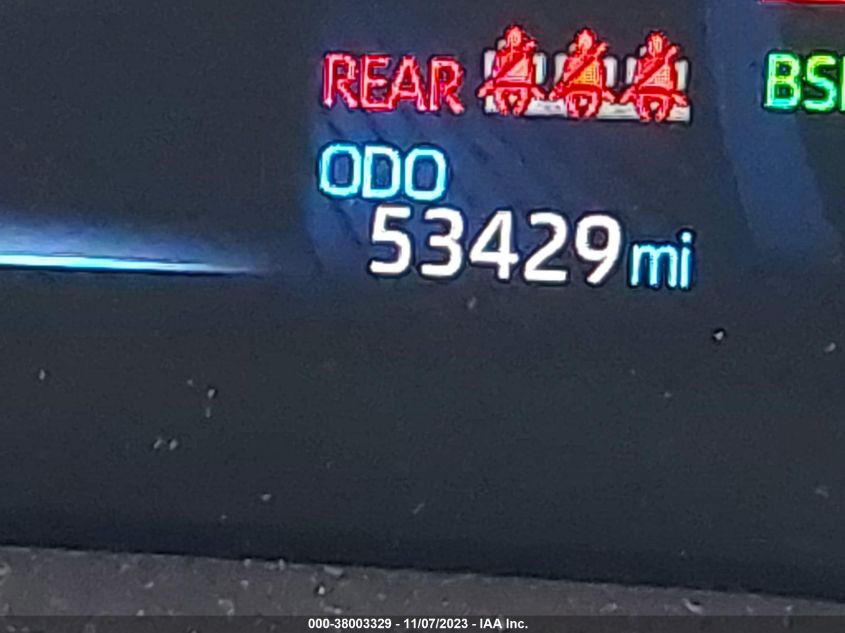 REAR
BS
ODO
53429 mi
000-38003329 - 11/07/2023 - IAA Inc.